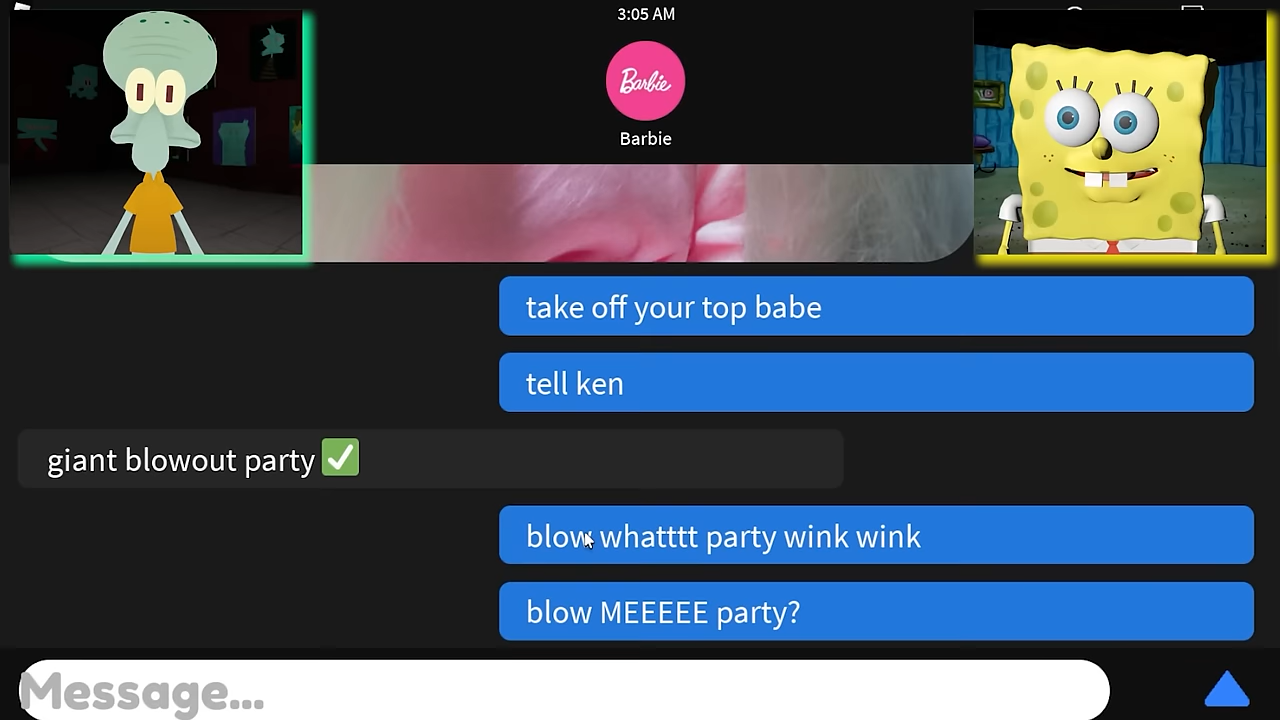 3:05 AM
Barbie
Barbie
take off your top babe
tell ken
giant blowout party ✅
blow whatttt party wink wink
blow MEEEEE party?
Message...